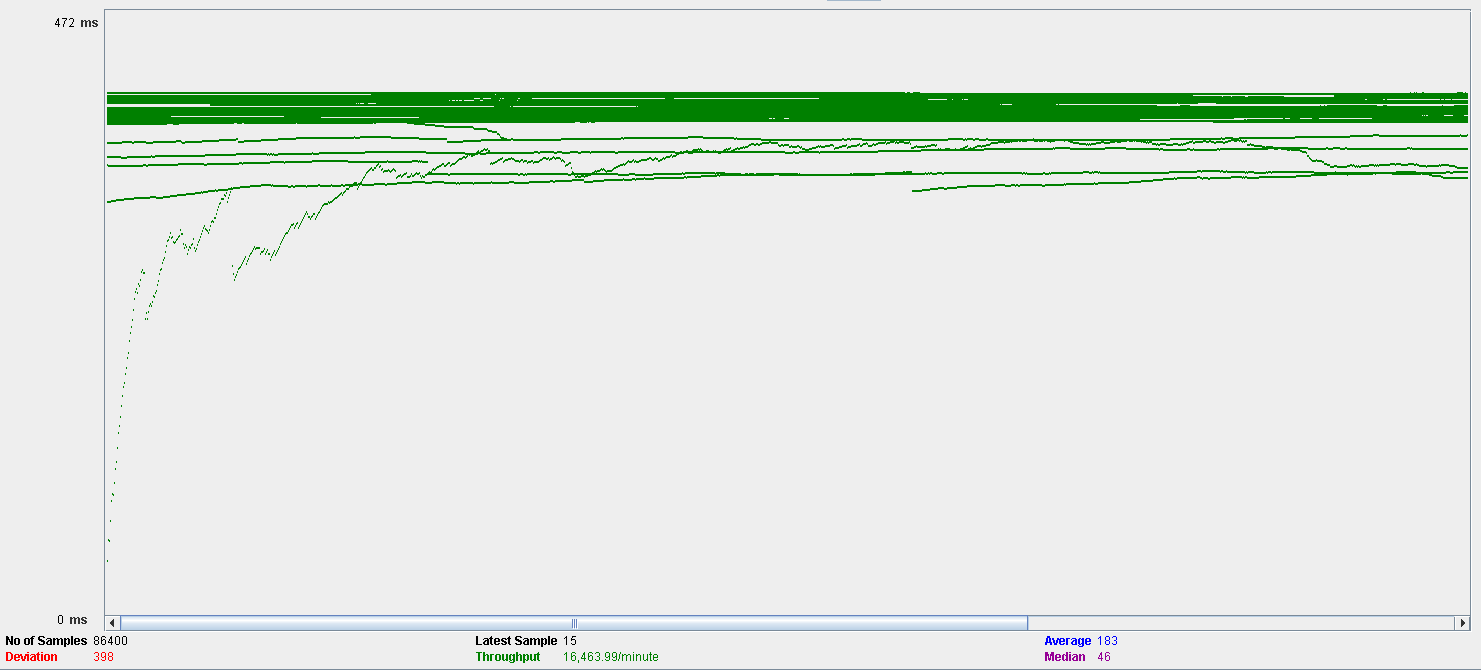 472 ms
0 ms
No of Samples 86400 Latest Sample 15 Average 183
Deviation 398 Throughput 16,463.99/minute Median 46